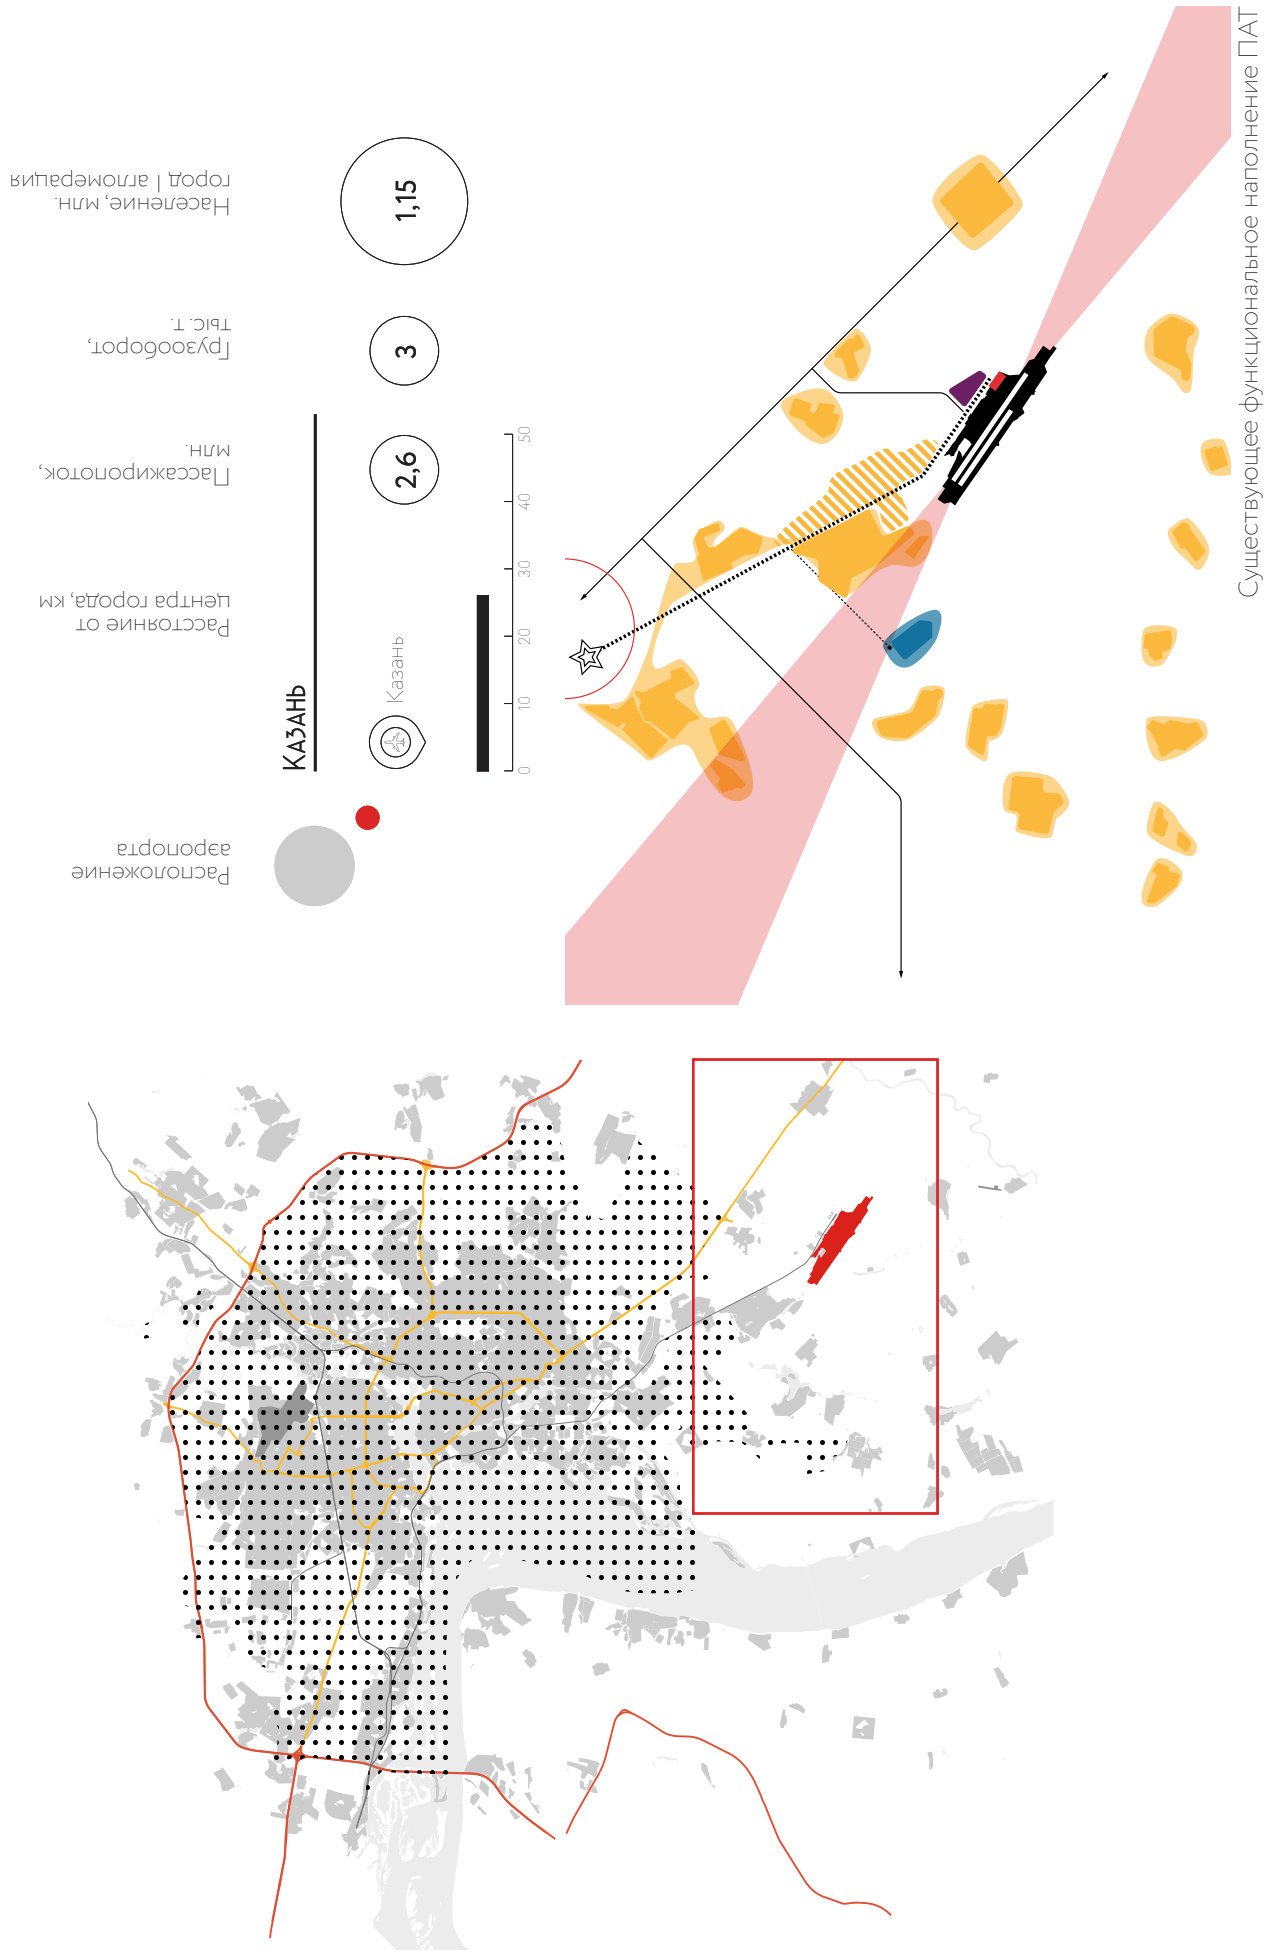 Население, млн.
город | агломерация
1,15
Грузооборот,
тыс. т.
3
Пассажиропоток,
млн.
2,6
Расстояние от
центра города, км
КАЗАНЬ
Казань
0
10
20
30
40
50
Расположение
аэропорта
Существующее функциональное наполнение ПАТ